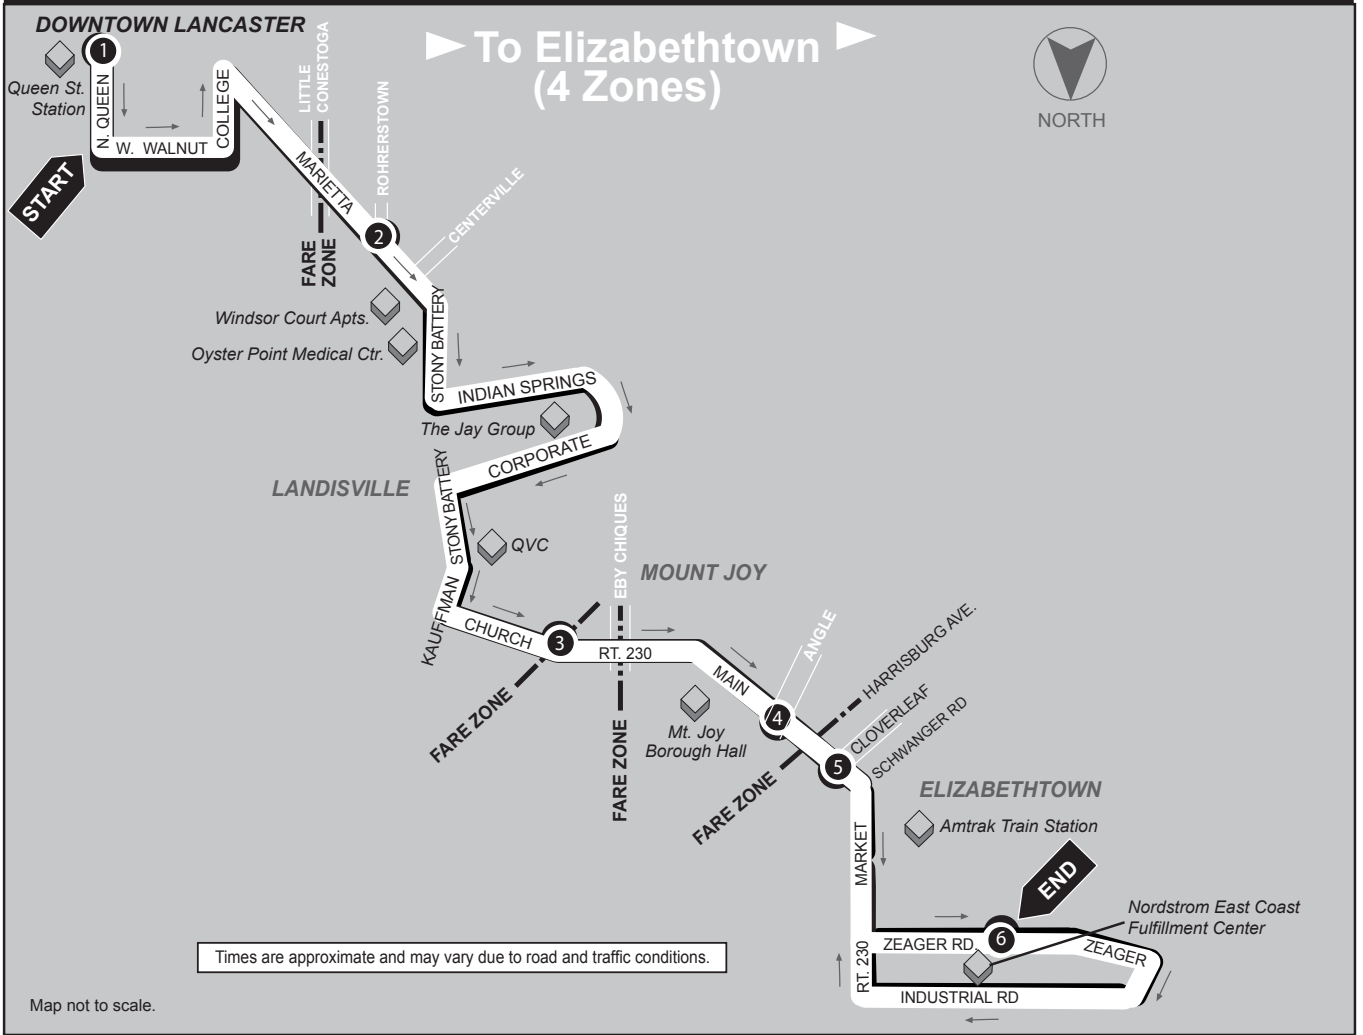 DOWNTOWN LANCASTER
To Elizabethtown
(4 Zones)
NORTH
1
Queen St.
Station
N. QUEEN
W. WALNUT
COLLEGE
START
LITTLE
CONESTOGA
MARIETTA
ROHRERSTOWN
2
CENTERVILLE
FARE
ZONE
Windsor Court Apts.
Oyster Point Medical Ctr.
STONY BATTERY
INDIAN SPRINGS
The Jay Group
CORPORATE
LANDISVILLE
STONY BATTERY
QVC
KAUFFMAN
CHURCH
3
FARE ZONE
EBY CHIQUES
MOUNT JOY
RT. 230
FARE ZONE
MAIN
Mt. Joy
Borough Hall
4
ANGLE
HARRISBURG AVE.
FARE ZONE
5
CLOVERLEAF
SCHWANGER RD
ELIZABETHTOWN
Amtrak Train Station
MARKET
END
Nordstrom East Coast
Fulfillment Center
6
ZEAGER RD.
ZEAGER
RT. 230
INDUSTRIAL RD
Times are approximate and may vary due to road and traffic conditions.
Map not to scale.